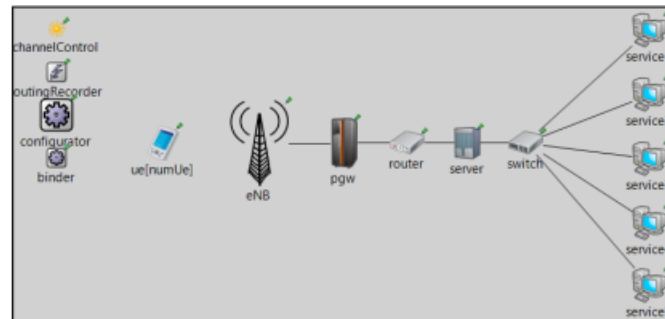 channelControl
outingRecorder
configurator
binder
ue[numUe]
eNB
pgw
router
server
switch
service
service
service
service
service